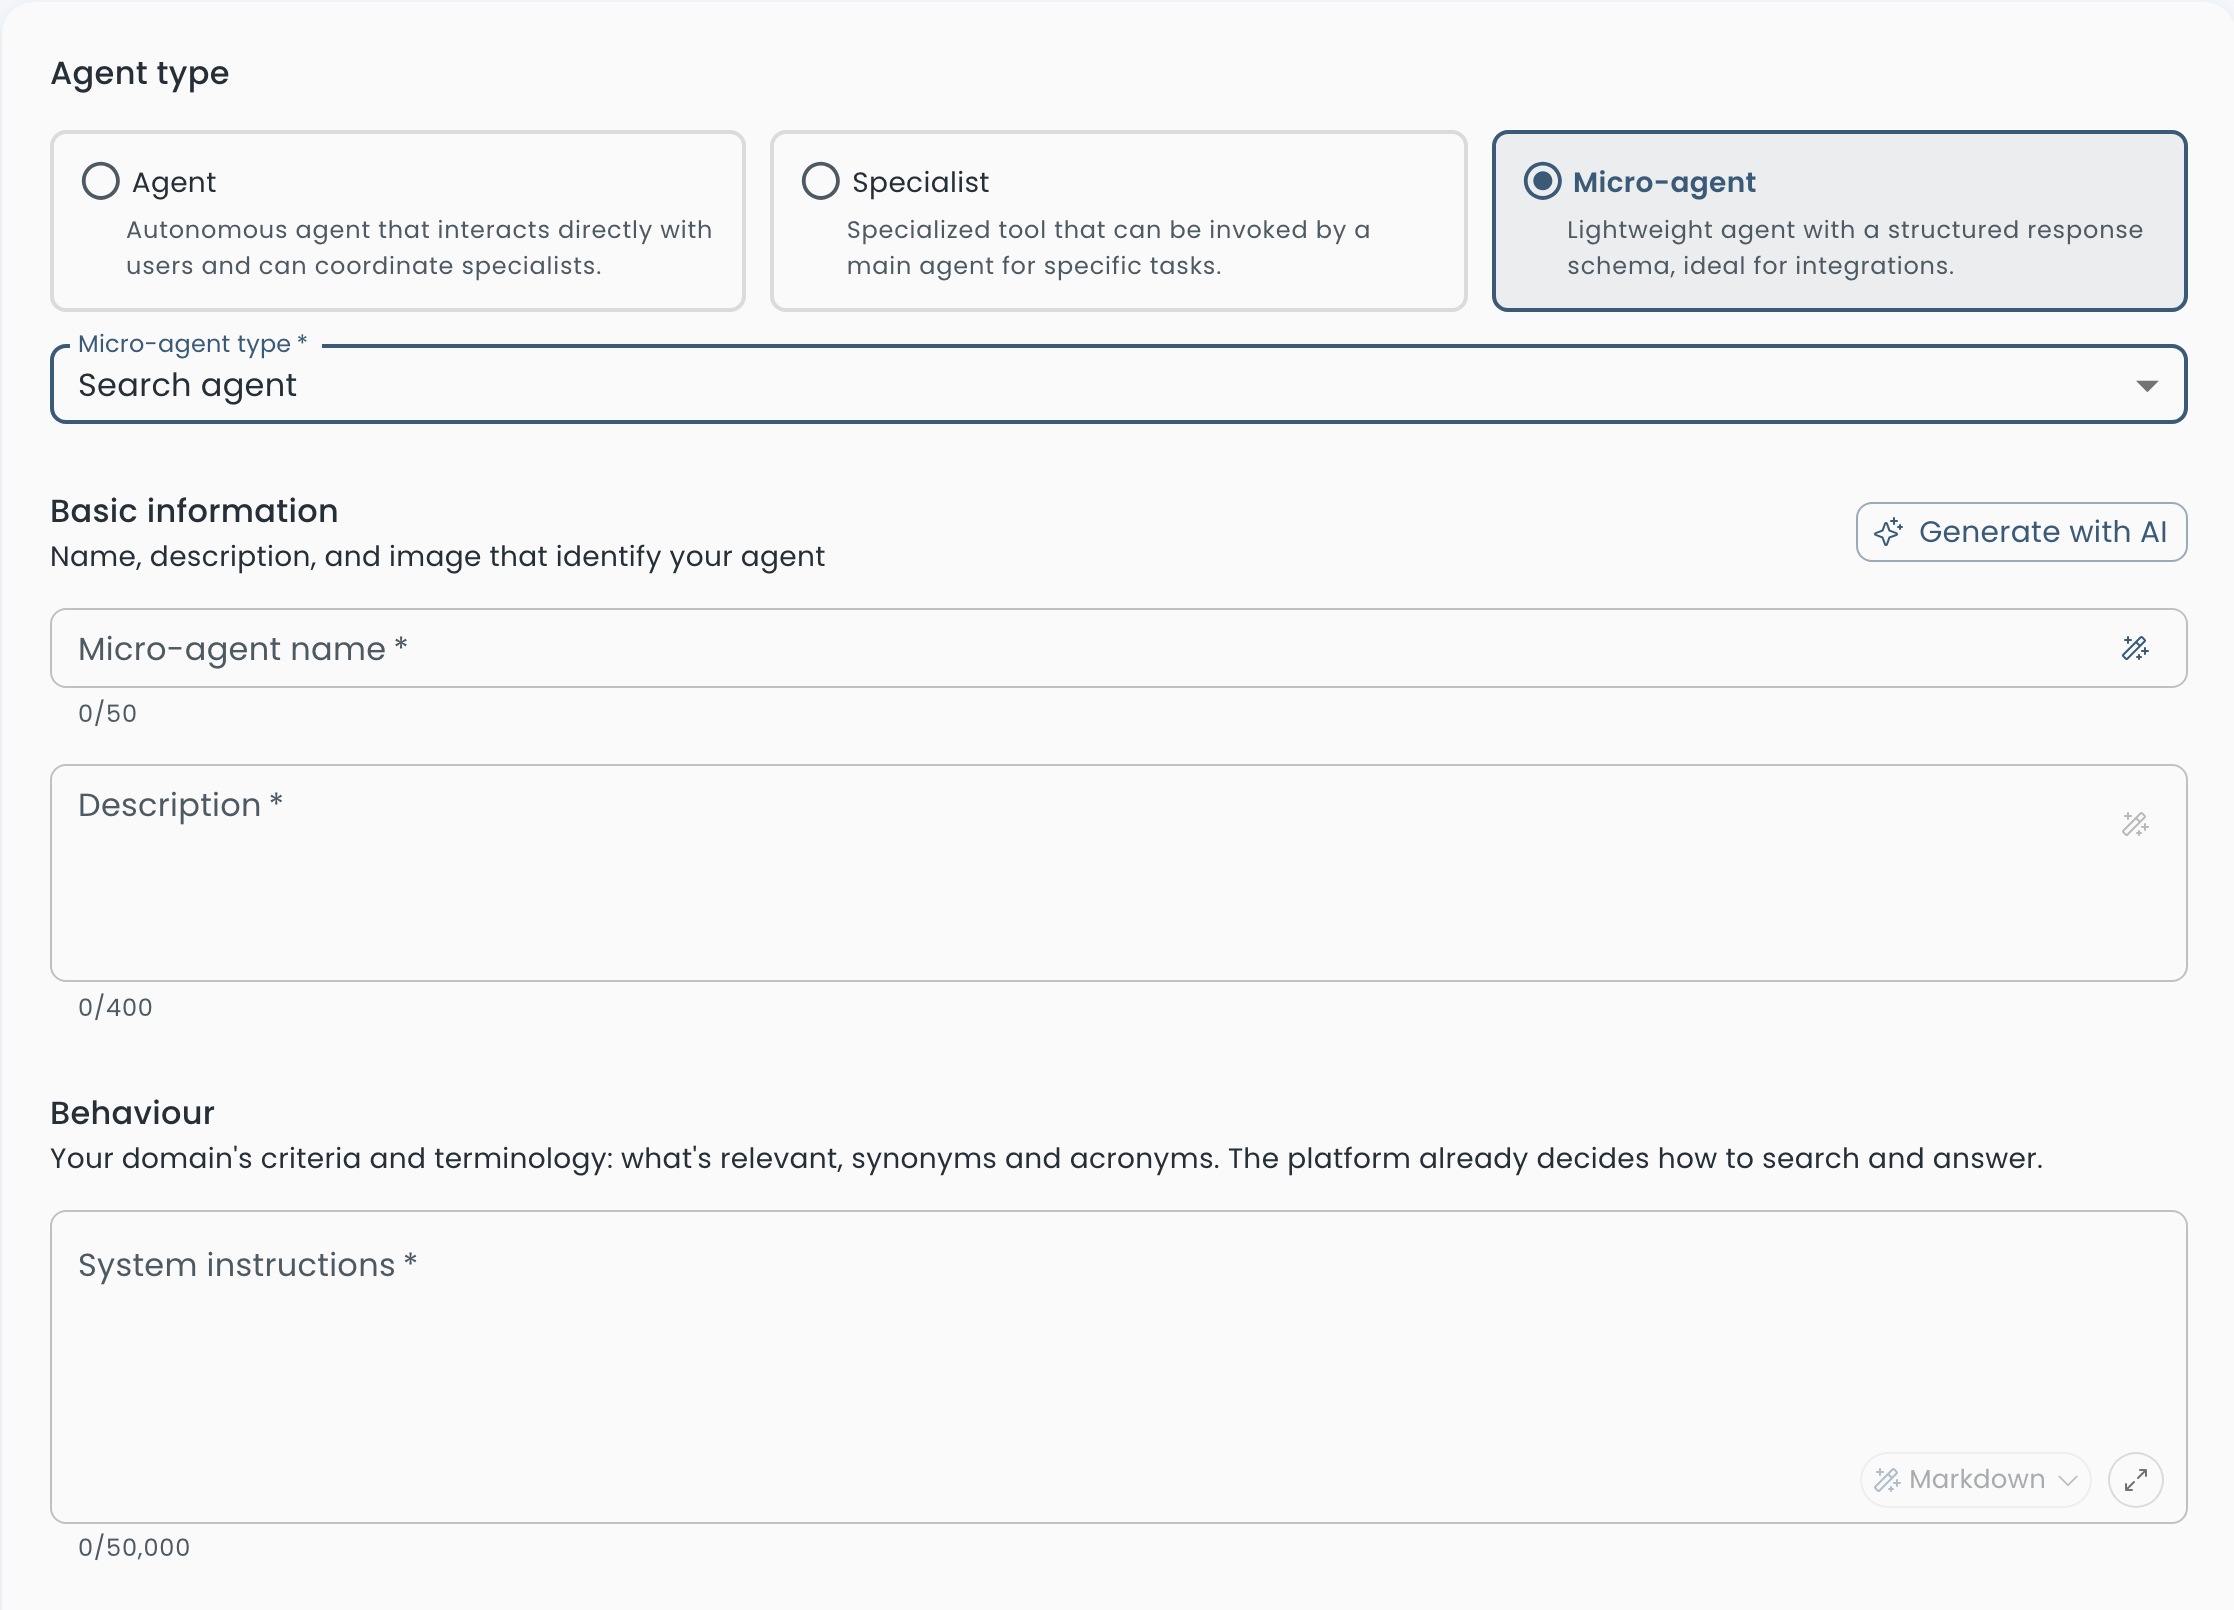 Agent type
Agent
Autonomous agent that interacts directly with
users and can coordinate specialists.
Specialist
Specialized tool that can be invoked by a
main agent for specific tasks.
Micro-agent
Lightweight agent with a structured response
schema, ideal for integrations.
Micro-agent type *
Search agent
Basic information
Name, description, and image that identify your agent
Generate with AI
Micro-agent name *
0/50
Description *
0/400
Behaviour
Your domain's criteria and terminology: what's relevant, synonyms and acronyms. The platform already decides how to search and answer.
System instructions *
Markdown
0/50,000